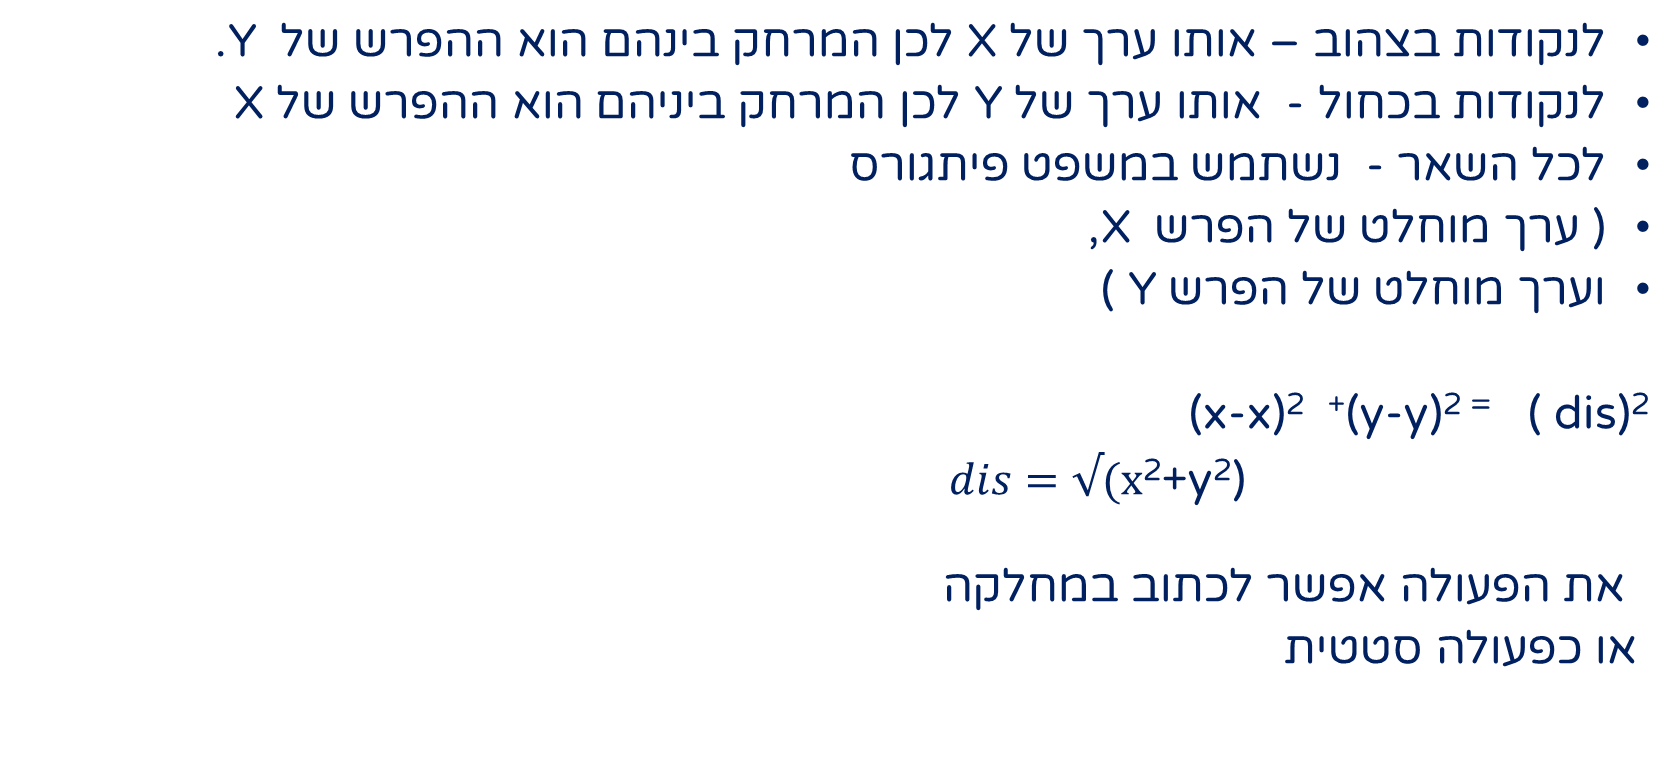 • לנקודות בצהוב – אותו ערך של X לכן המרחק בינהם הוא ההפרש של Y.
• לנקודות בכחול - אותו ערך של Y לכן המרחק ביניהם הוא ההפרש של X
• לכל השאר - נשתמש במשפט פיתגורס
• ( ערך מוחלט של הפרש X,
• וערך מוחלט של הפרש Y )
(x-x)² ⁺(y-y)² ⁼ ( dis)²
dis = √(x²+y²)
את הפעולה אפשר לכתוב במחלקה
או כפעולה סטטית